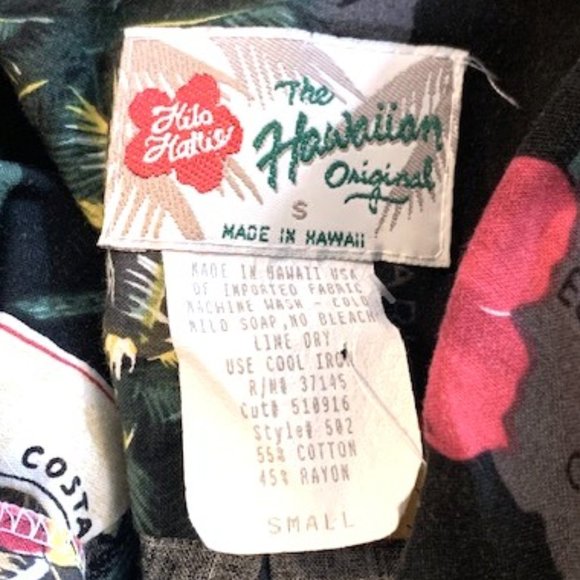 Hilo
Hattie
The
Hawaiian
Original
S
MADE IN HAWAII
MADE IN HAWAII USA
OF IMPORTED FABRIC
MACHINE WASH - COLD
MILD SOAP, NO BLEACH
LINE DRY
USE COOL IRON
R/N# 37145
Cut# 510916
Style# 502
55% COTTON
45% RAYON
SMALL
COSTA